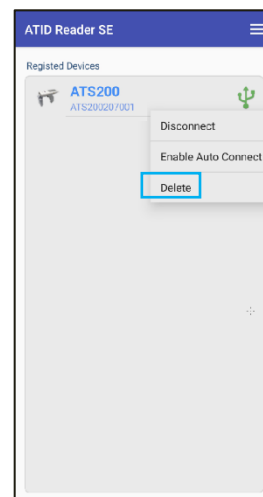 ATID Reader SE
Registed Devices
ATS200
ATS200207001
Disconnect
Enable Auto Connect
Delete